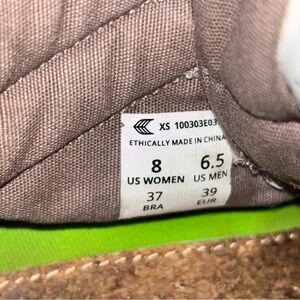 XS 100303E03
ETHICALLY MADE IN CHINA
8 6.5
US WOMEN US MEN
37 39
BRA EUR